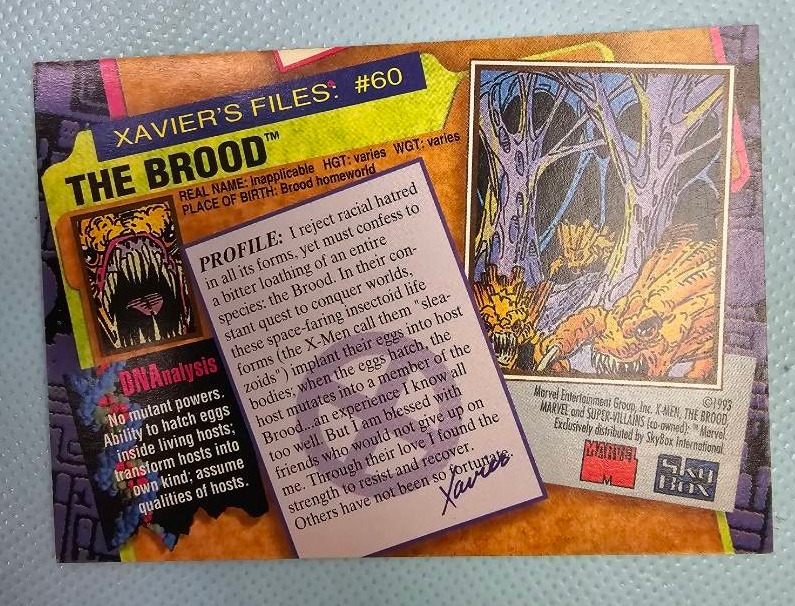 XAVIER'S FILES: #60
THE BROOD™
REAL NAME: Inapplicable HGT: varies WGT: varies
PLACE OF BIRTH: Brood homeworld
PROFILE: I reject racial hatred
in all its forms, yet must confess to
a bitter loathing of an entire
species: the Brood. In their con-
stant quest to conquer worlds,
these space-faring insectoid life
forms (the X-Men call them "slea-
zoids") implant their eggs into host
bodies; when the eggs hatch, the
host mutates into a member of the
Brood...an experience I know all
too well. But I am blessed with
friends who would not give up on
me. Through their love I found the
strength to resist and recover.
Others have not been so fortunate.
Xavier
DNAnalysis
No mutant powers.
Ability to hatch eggs
inside living hosts;
transform hosts into
own kind; assume
qualities of hosts.
©1993
Marvel Entertainment Group, Inc. X-MEN, THE BROOD,
MARVEL and SUPER-VILLAINS (co-owned): ™ Marvel.
Exclusively distributed by SkyBox International
MARVEL
M
SKY
BOX